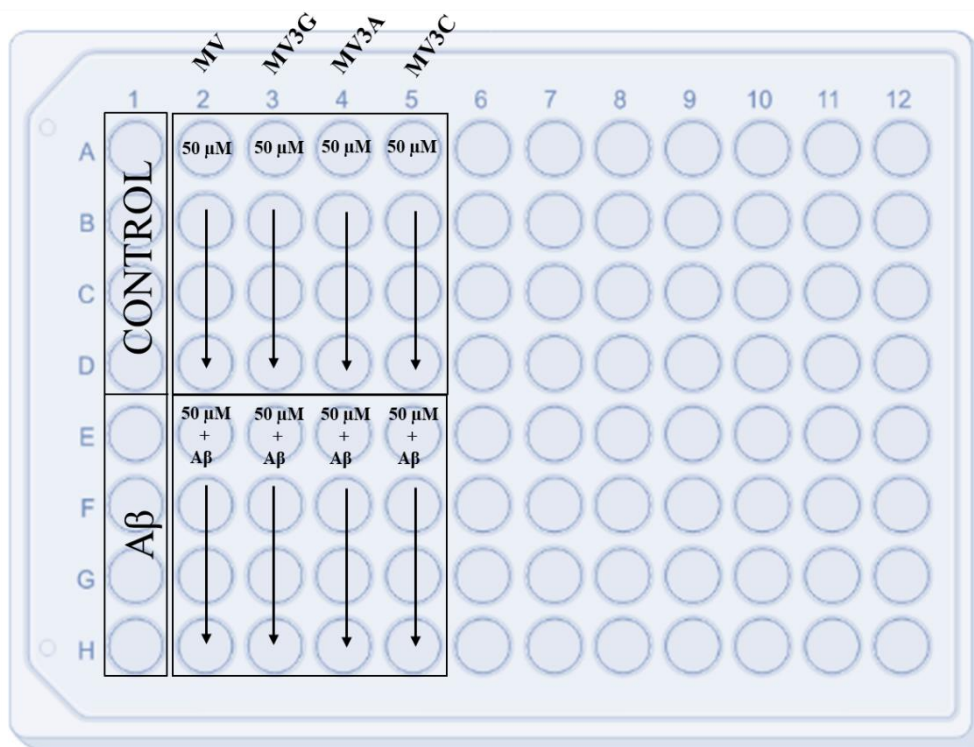 MV MV3G MV3A MV3C
1 2 3 4 5 6 7 8 9 10 11 12
CONTROL
A 50 µM 50 µM 50 µM 50 µM
B
C
D
Aβ
E 50 µM 50 µM 50 µM 50 µM
+ + + +
Aβ Aβ Aβ Aβ
F
G
H